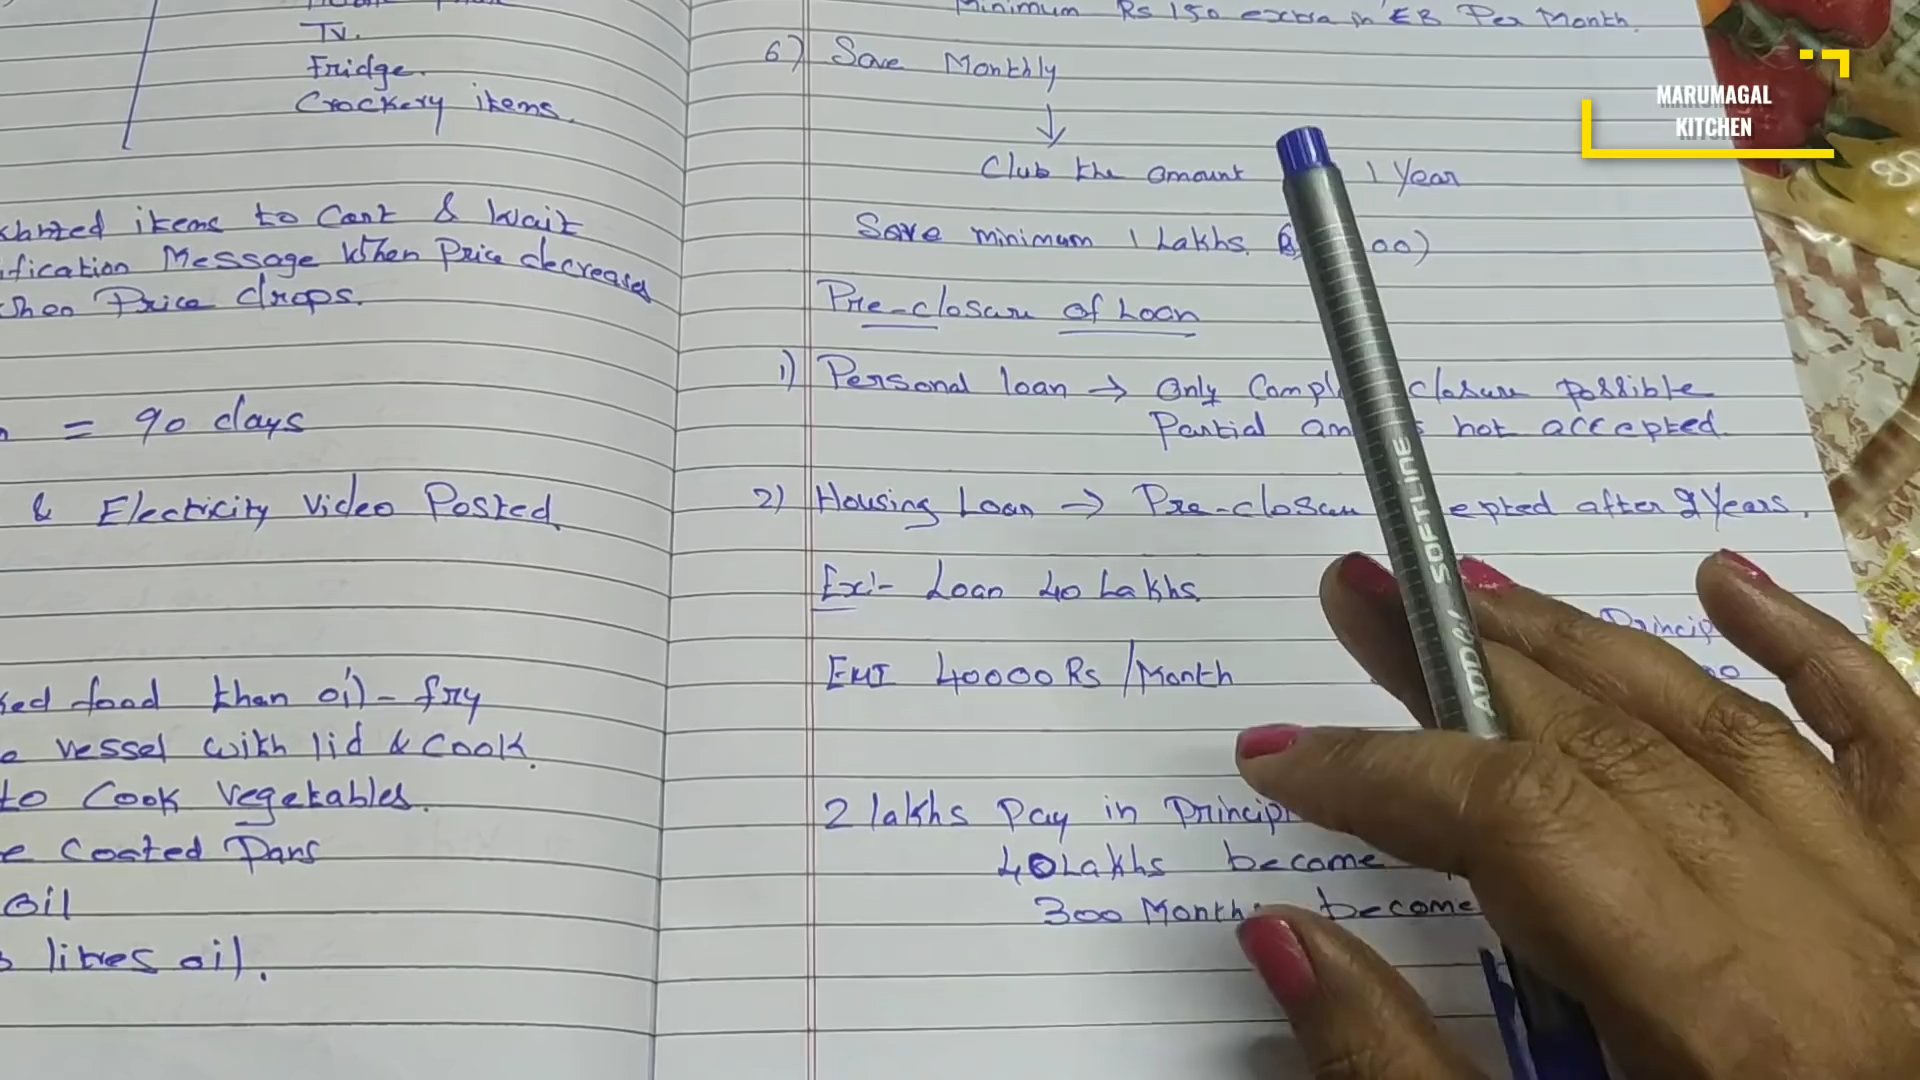 Tv.
Fridge.
Crockery items.
items to Cart & Wait
Message When Price decreases
when Price drops.
= 90 days
& Electricity Video Posted.
food than oil - fry
vessel with lid & cook.
to Cook vegetables.
Coated Pans
oil
litres oil.
Minimum Rs 150 extra in EB Per Month.
6) Save Monthly
↓
Club the amount 1 Year
Save minimum 1 Lakhs.
Pre-closure of Loan
1) Personal loan → Only closure possible
Partial not accepted.
2) Housing Loan → Pre-closure after 2 Years.
Ex:- Loan 40 Lakhs.
EMI 40000 Rs /Month
2 lakhs Pay in
40 Lakhs become
300 become
ADDEL SOFTLINE
MARUMAGAL
KITCHEN